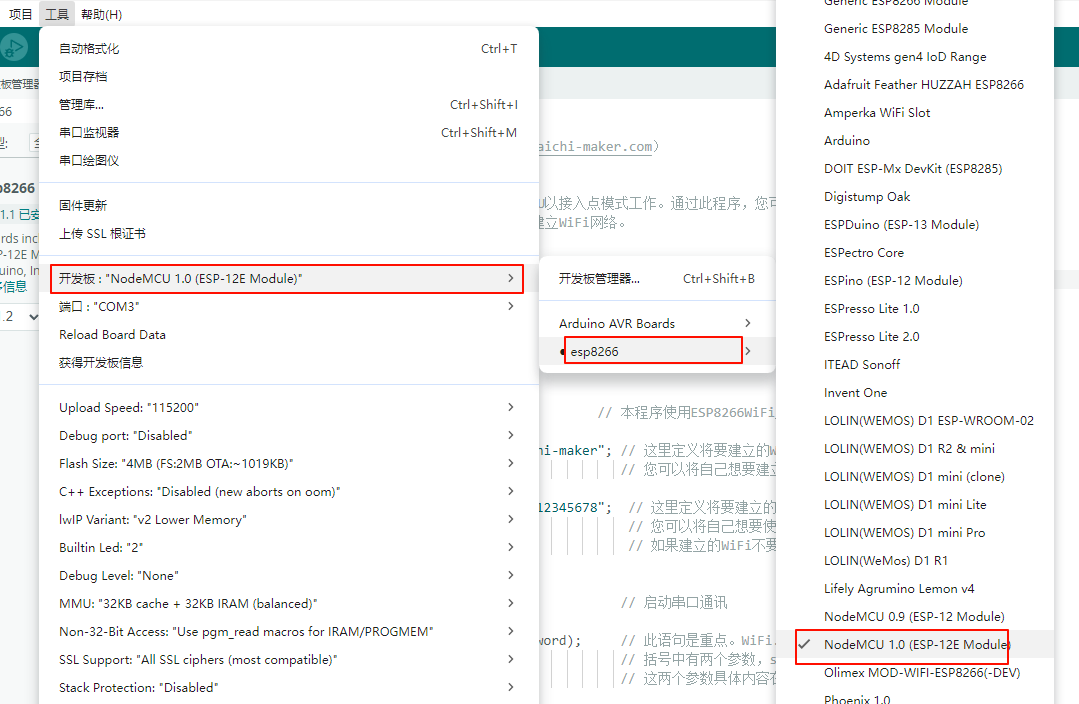 项目 工具 帮助(H)
自动格式化 Ctrl+T
项目存档
管理库... Ctrl+Shift+I
串口监视器 Ctrl+Shift+M
串口绘图仪
固件更新
上传 SSL 根证书
开发板 : "NodeMCU 1.0 (ESP-12E Module)"
端口 : "COM3"
Reload Board Data
获得开发板信息
Upload Speed: "115200"
Debug port: "Disabled"
Flash Size: "4MB (FS:2MB OTA:~1019KB)"
C++ Exceptions: "Disabled (new aborts on oom)"
lwIP Variant: "v2 Lower Memory"
Builtin Led: "2"
Debug Level: "None"
MMU: "32KB cache + 32KB IRAM (balanced)"
Non-32-Bit Access: "Use pgm_read macros for IRAM/PROGMEM"
SSL Support: "All SSL ciphers (most compatible)"
Stack Protection: "Disabled"
开发板管理器... Ctrl+Shift+B
Arduino AVR Boards
esp8266
Generic ESP8266 Module
Generic ESP8285 Module
4D Systems gen4 IoD Range
Adafruit Feather HUZZAH ESP8266
Amperka WiFi Slot
Arduino
DOIT ESP-Mx DevKit (ESP8285)
Digistump Oak
ESPDuino (ESP-13 Module)
ESPectro Core
ESPino (ESP-12 Module)
ESPresso Lite 1.0
ESPresso Lite 2.0
ITEAD Sonoff
Invent One
LOLIN(WEMOS) D1 ESP-WROOM-02
LOLIN(WEMOS) D1 R2 & mini
LOLIN(WEMOS) D1 mini (clone)
LOLIN(WEMOS) D1 mini Lite
LOLIN(WEMOS) D1 mini Pro
LOLIN(WeMos) D1 R1
Lifely Agrumino Lemon v4
NodeMCU 0.9 (ESP-12 Module)
NodeMCU 1.0 (ESP-12E Module)
Olimex MOD-WIFI-ESP8266(-DEV)
Phoenix 1.0
板管理器
66
型:
p8266
1.1 已安
rds inc
P-12E M
uino, In
信息
.2
aichi-maker.com）
U以接入点模式工作。通过此程序，您可
建立WiFi网络。
// 本程序使用ESP8266WiFi
hi-maker"; // 这里定义将要建立的W
// 您可以将自己想要建立
12345678"; // 这里定义将要建立的
// 您可以将自己想要使
// 如果建立的WiFi不要
// 启动串口通讯
word); // 此语句是重点。WiFi.
// 括号中有两个参数，s
// 这两个参数具体内容在